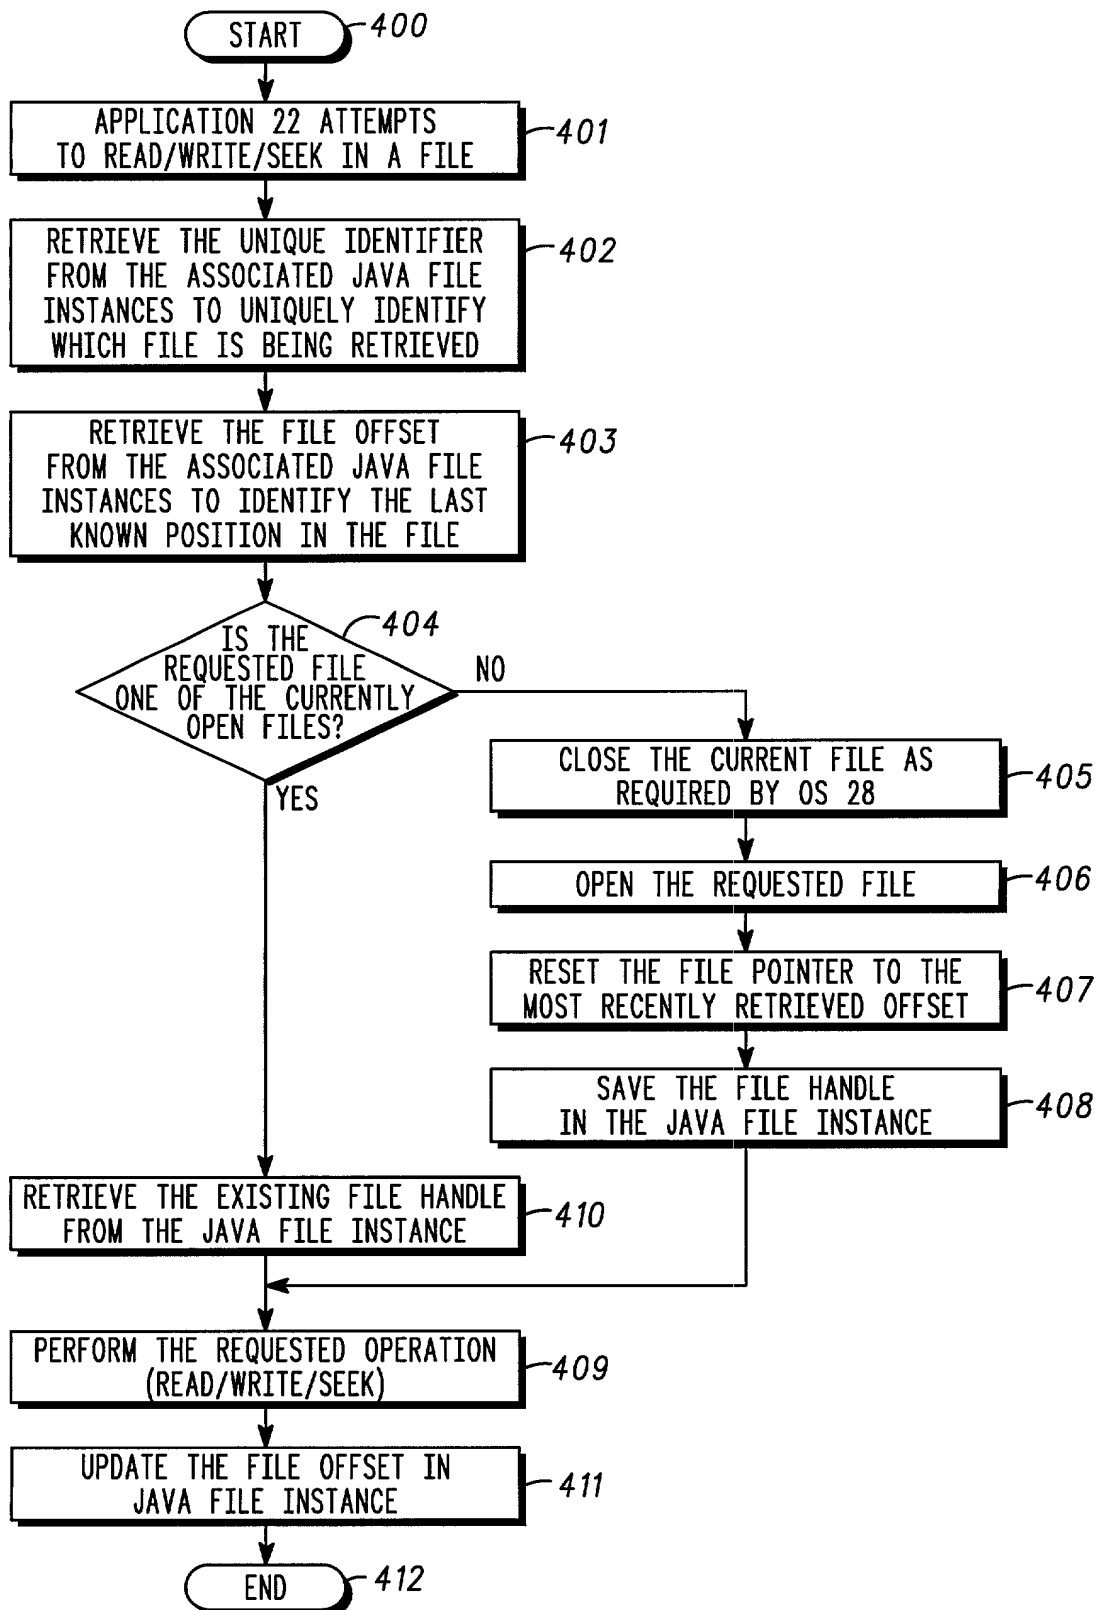 START
400
APPLICATION 22 ATTEMPTS
TO READ/WRITE/SEEK IN A FILE
401
RETRIEVE THE UNIQUE IDENTIFIER
FROM THE ASSOCIATED JAVA FILE
INSTANCES TO UNIQUELY IDENTIFY
WHICH FILE IS BEING RETRIEVED
402
RETRIEVE THE FILE OFFSET
FROM THE ASSOCIATED JAVA FILE
INSTANCES TO IDENTIFY THE LAST
KNOWN POSITION IN THE FILE
403
IS THE
REQUESTED FILE
ONE OF THE CURRENTLY
OPEN FILES?
404
NO
YES
CLOSE THE CURRENT FILE AS
REQUIRED BY OS 28
405
OPEN THE REQUESTED FILE
406
RESET THE FILE POINTER TO THE
MOST RECENTLY RETRIEVED OFFSET
407
SAVE THE FILE HANDLE
IN THE JAVA FILE INSTANCE
408
RETRIEVE THE EXISTING FILE HANDLE
FROM THE JAVA FILE INSTANCE
410
PERFORM THE REQUESTED OPERATION
(READ/WRITE/SEEK)
409
UPDATE THE FILE OFFSET IN
JAVA FILE INSTANCE
411
END
412